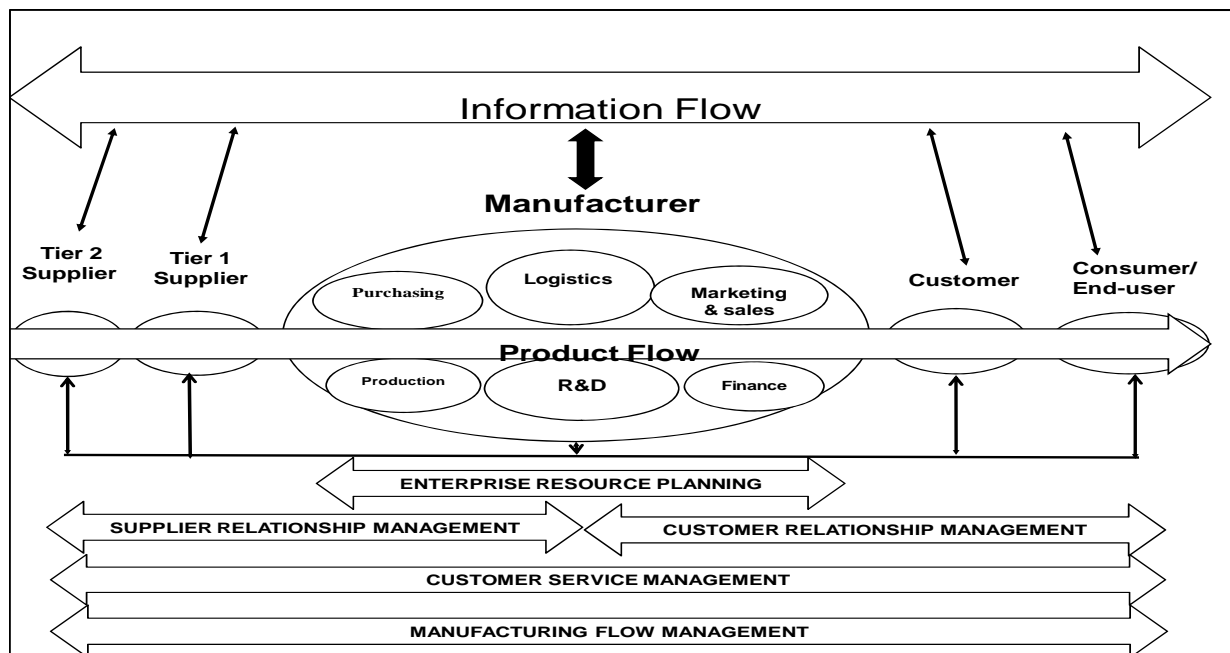 Information Flow
Manufacturer
Tier 2
Supplier
Tier 1
Supplier
Purchasing
Logistics
Marketing
& sales
Customer
Consumer/
End-user
Product Flow
Production
R&D
Finance
ENTERPRISE RESOURCE PLANNING
SUPPLIER RELATIONSHIP MANAGEMENT
CUSTOMER RELATIONSHIP MANAGEMENT
CUSTOMER SERVICE MANAGEMENT
MANUFACTURING FLOW MANAGEMENT